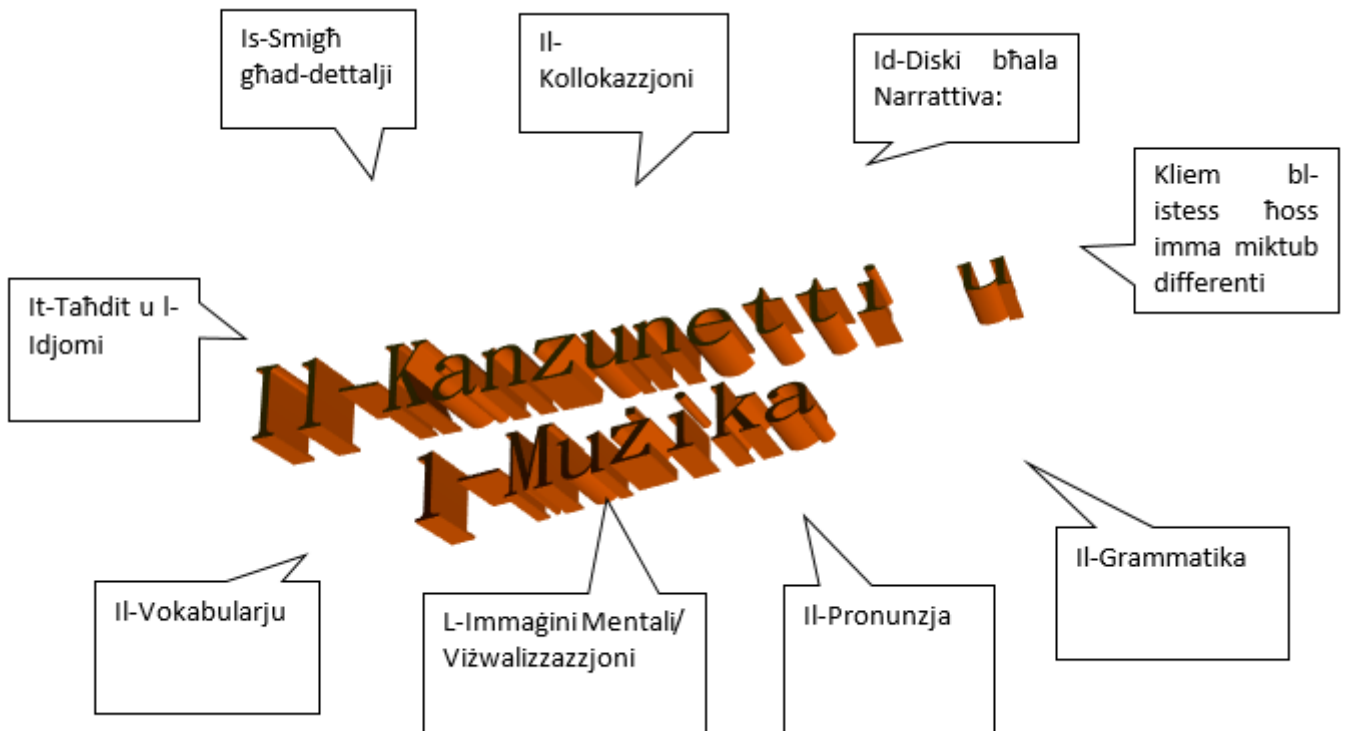 Is-Smigħ
għad-dettalji
Il-
Kollokazzjoni
Id-Diski bħala
Narrattiva:
Kliem bl-
istess ħoss
imma miktub
differenti
It-Taħdit u l-
Idjomi
Il-Kanzunetti u
l-Mużika
Il-Grammatika
Il-Vokabularju
L-Immaġini Mentali/
Viżwalizzazzjoni
Il-Pronunzja